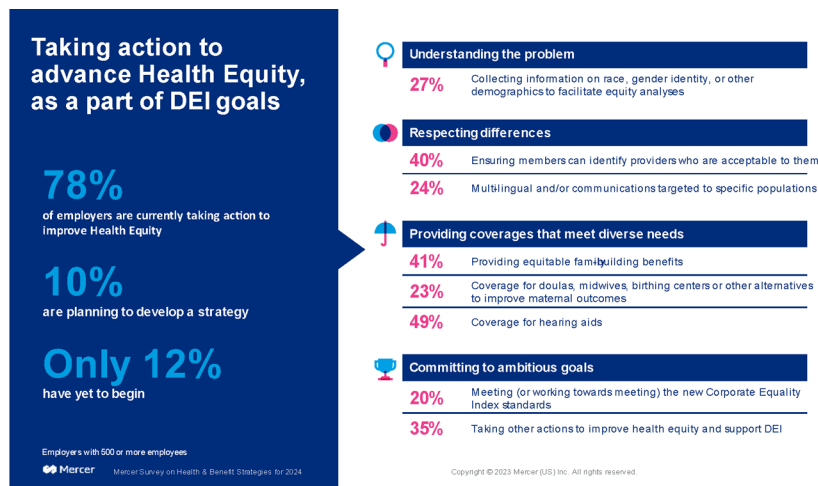 Taking action to
advance Health Equity,
as a part of DEI goals
78%
of employers are currently taking action to
improve Health Equity
10%
are planning to develop a strategy
Only 12%
have yet to begin
Employers with 500 or more employees
Mercer
Mercer Survey on Health & Benefit Strategies for 2024
Understanding the problem
27%
Collecting information on race, gender identity, or other
demographics to facilitate equity analyses
Respecting differences
40%
Ensuring members can identify providers who are acceptable to them
24%
Multi-lingual and/or communications targeted to specific populations
Providing coverages that meet diverse needs
41%
Providing equitable family-building benefits
23%
Coverage for doulas, midwives, birthing centers or other alternatives
to improve maternal outcomes
49%
Coverage for hearing aids
Committing to ambitious goals
20%
Meeting (or working towards meeting) the new Corporate Equality
Index standards
35%
Taking other actions to improve health equity and support DEI
Copyright © 2023 Mercer (US) Inc. All rights reserved.